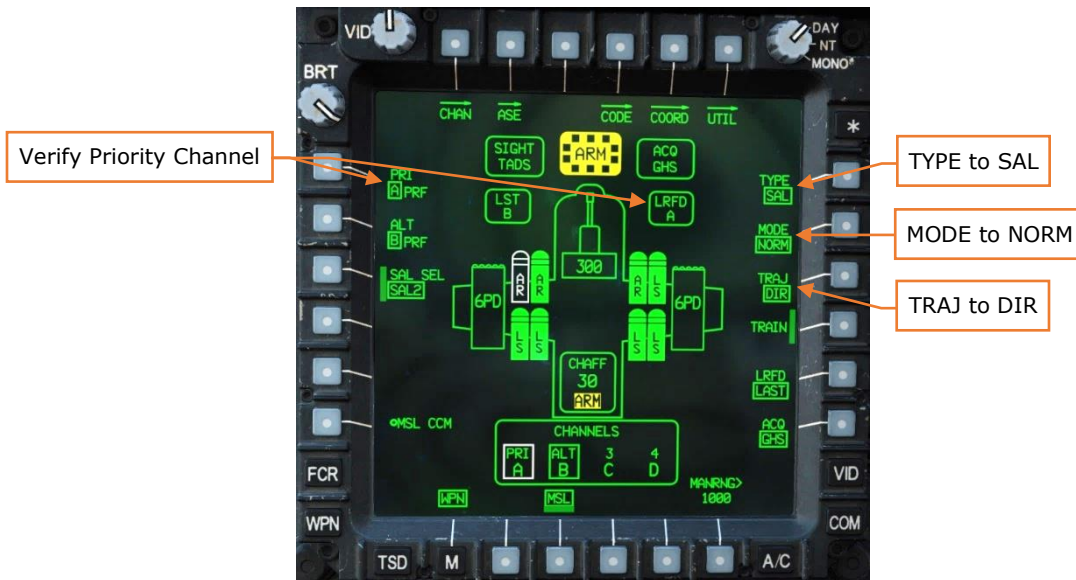 VID
DAY
NT
MONO*
BRT
CHAN
ASE
CODE
COORD
UTIL
*
Verify Priority Channel
SIGHT
TADS
ARM
ACQ
GHS
PRI
A PRF
LST
B
LRFD
A
TYPE
SAL
TYPE to SAL
ALT
B PRF
MODE
NORM
MODE to NORM
SAL SEL
SAL2
300
AR
AR
AR
LS
TRAJ
DIR
TRAJ to DIR
6PD
6PD
TRAIN
LS
LS
LS
LS
CHAFF
30
ARM
LRFD
LAST
MSL CCM
ACQ
GHS
CHANNELS
PRI
A
ALT
B
3
C
4
D
FCR
VID
MANRNG>
1000
WPN
MSL
WPN
COM
TSD
M
A/C